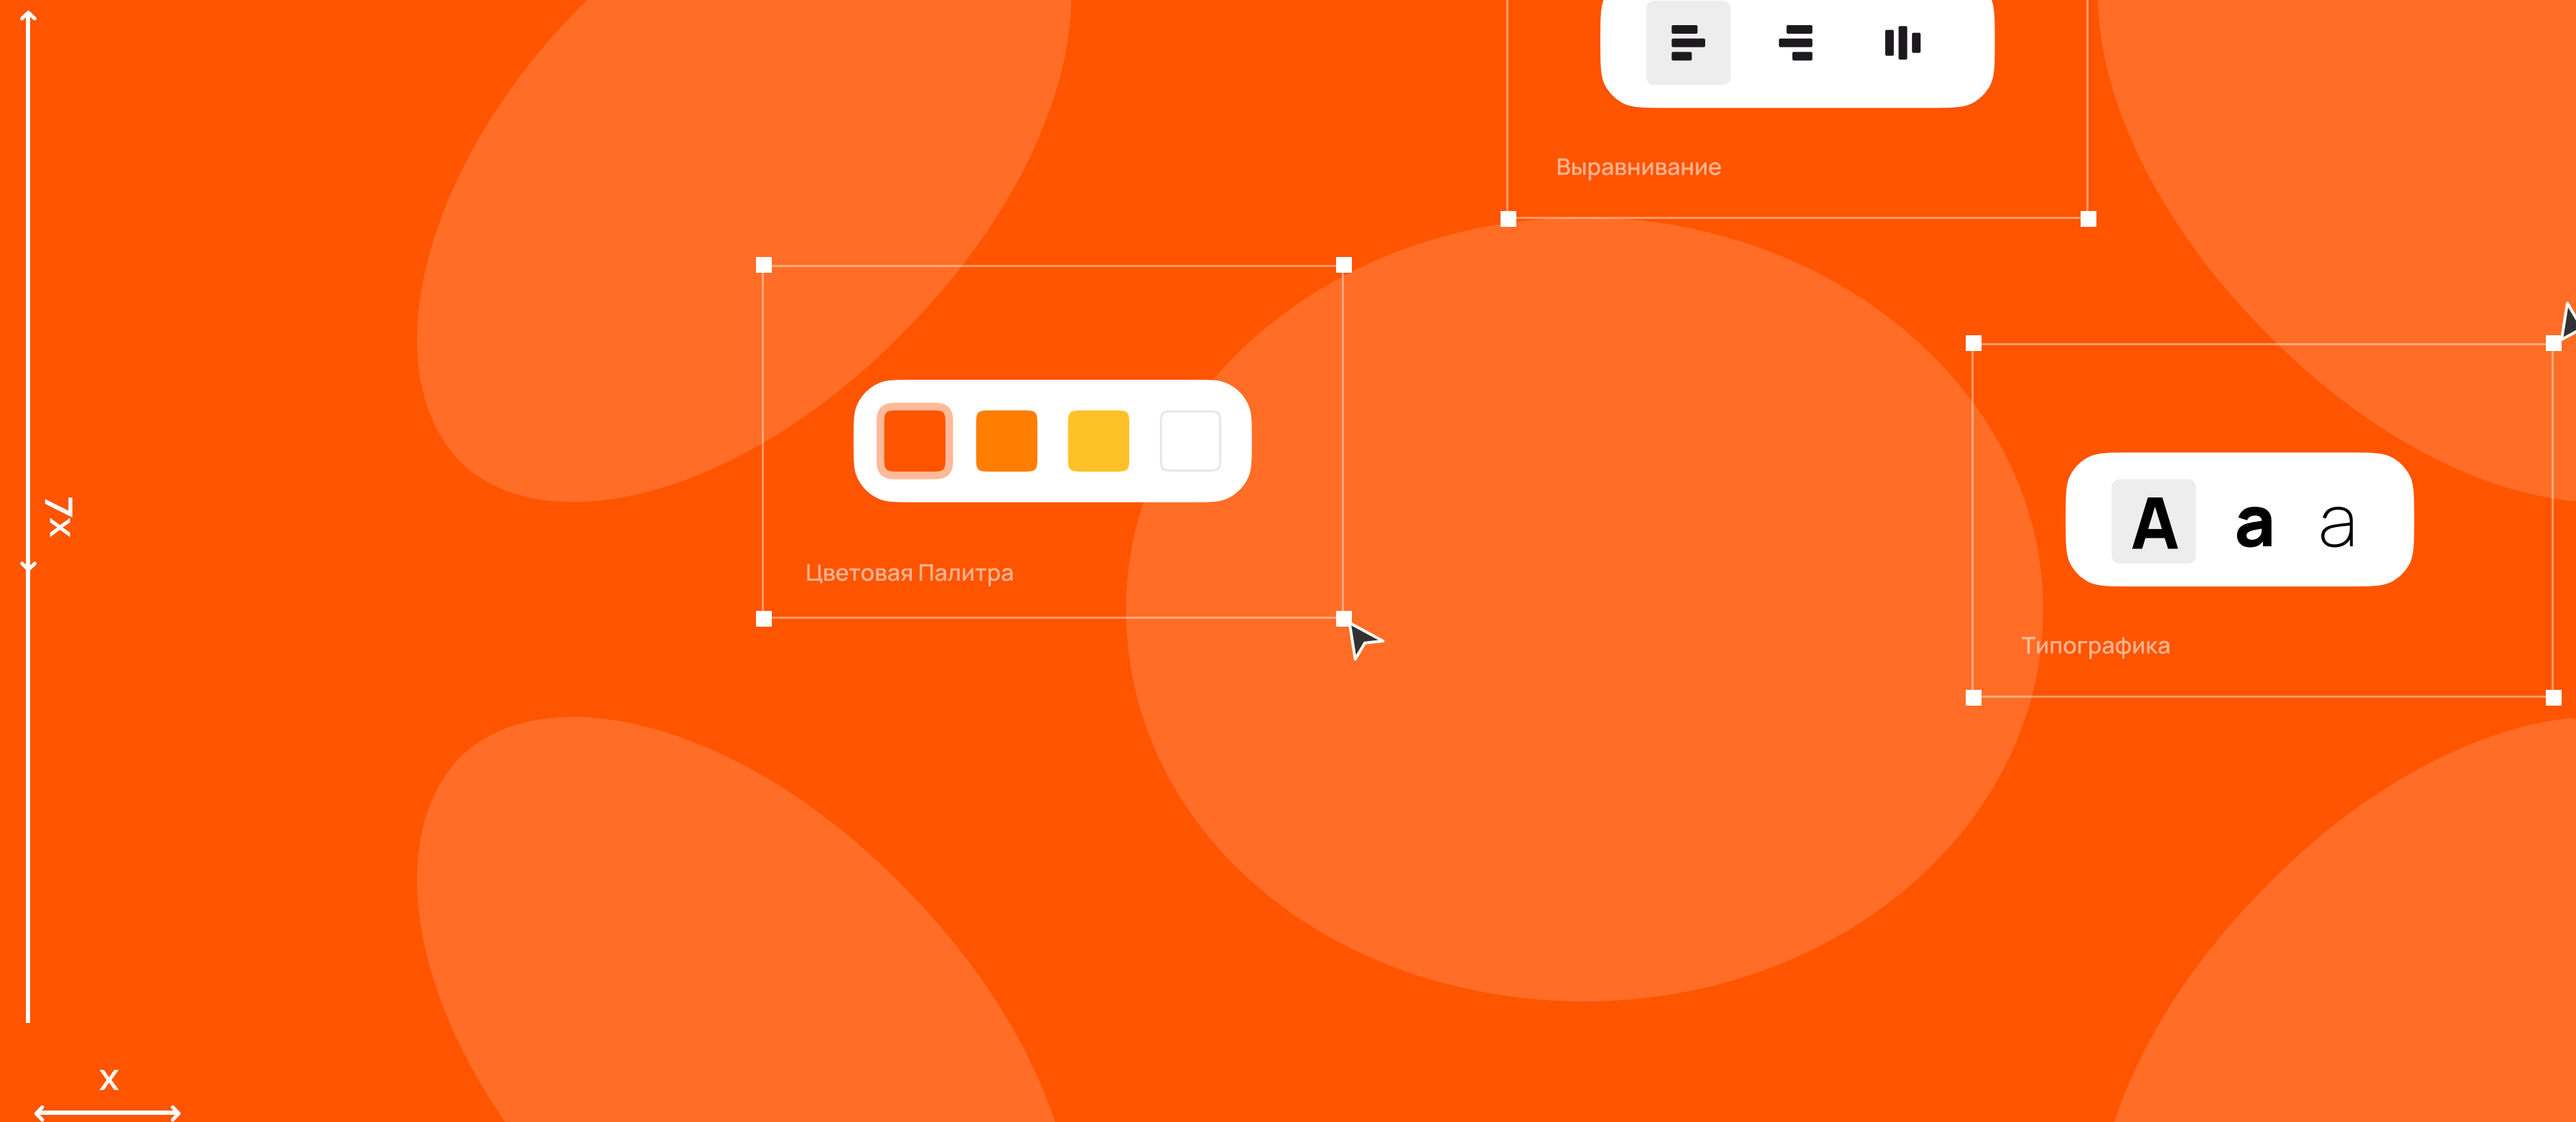 Выравнивание
Цветовая Палитра
A a a
Типографика
7x
x